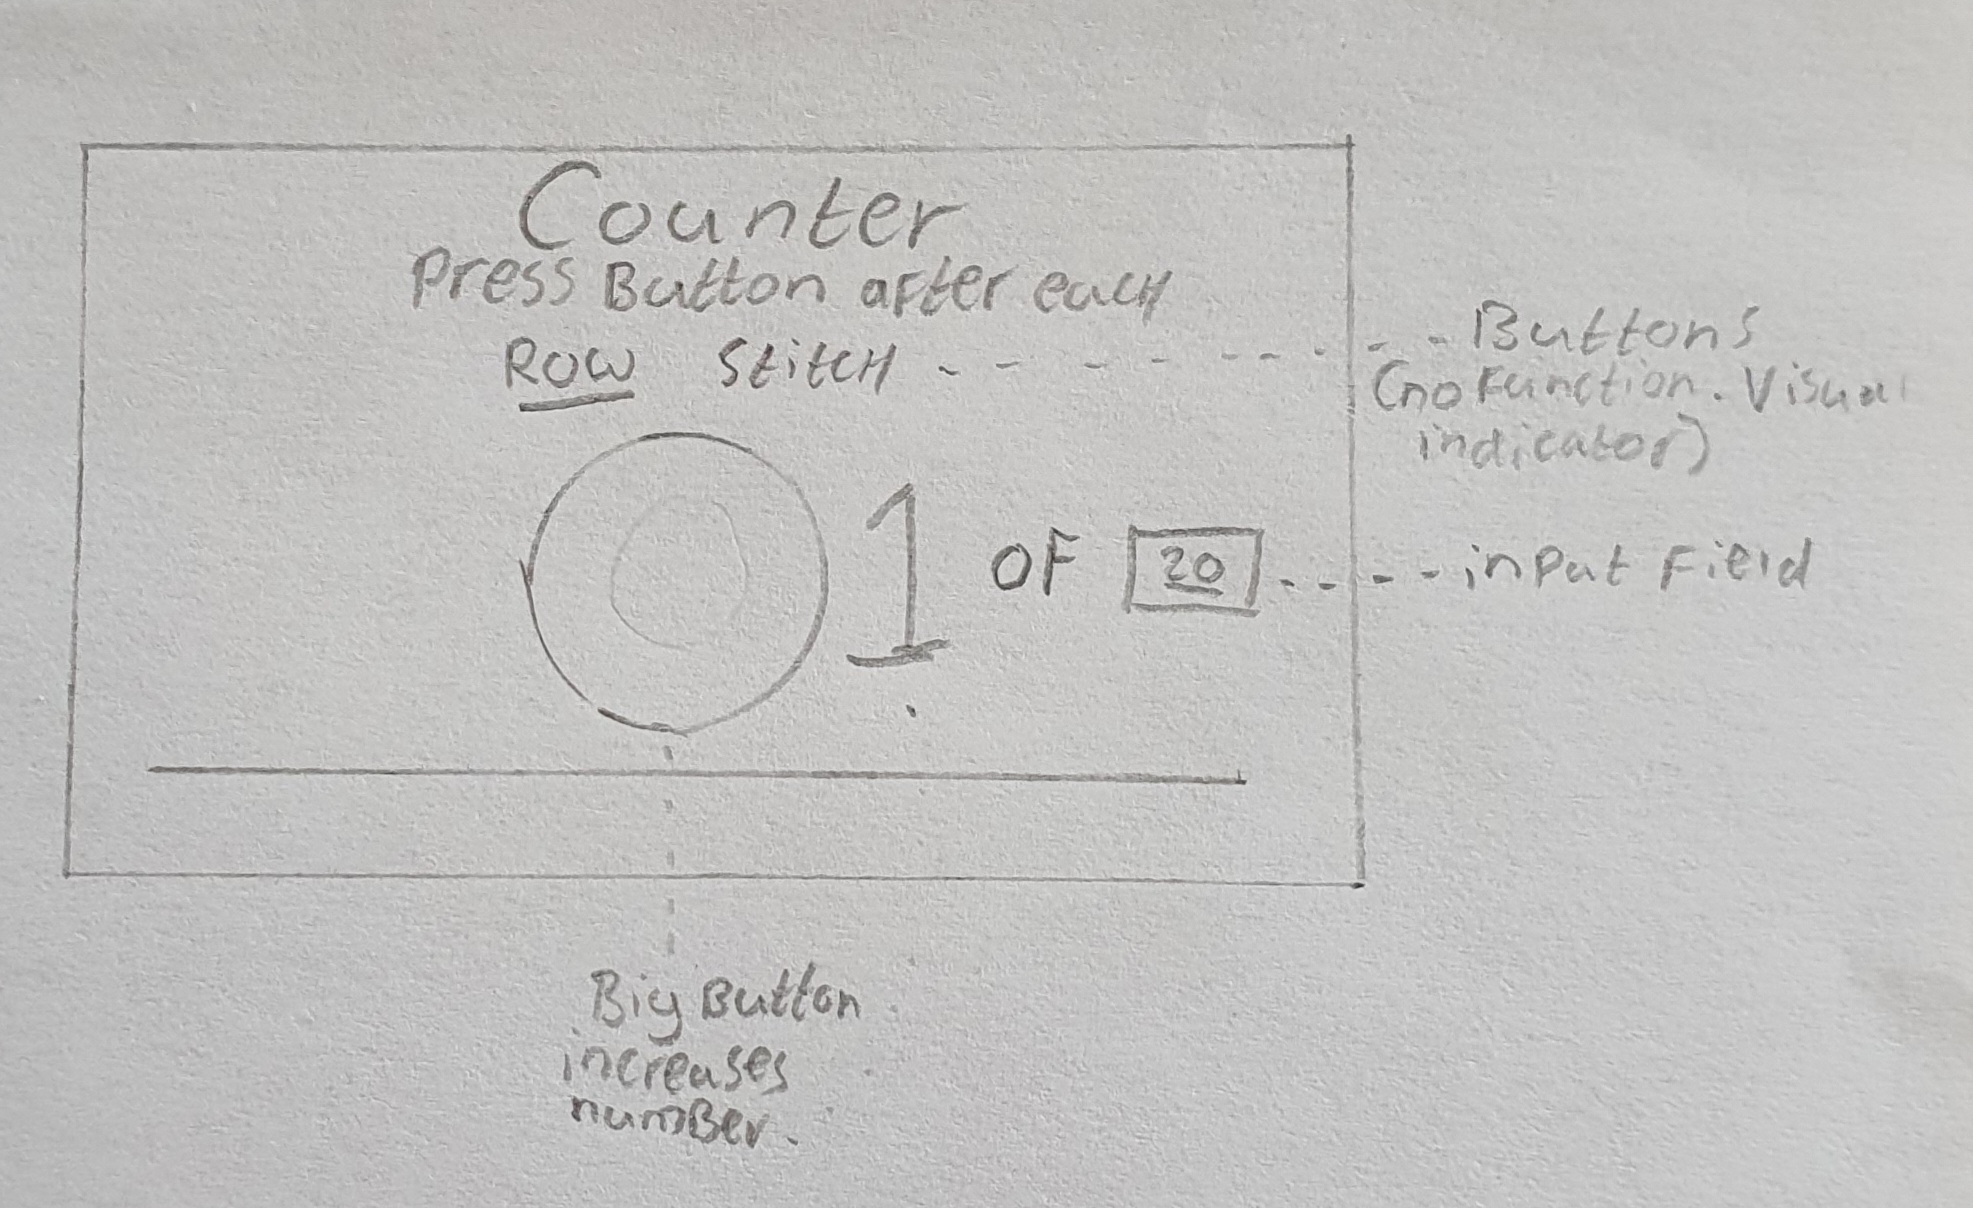 Counter
Press Button after each
Row Stitch
Buttons
(no Function. Visual
indicator)
1 OF 20
input Field
Big Button
increases
number.